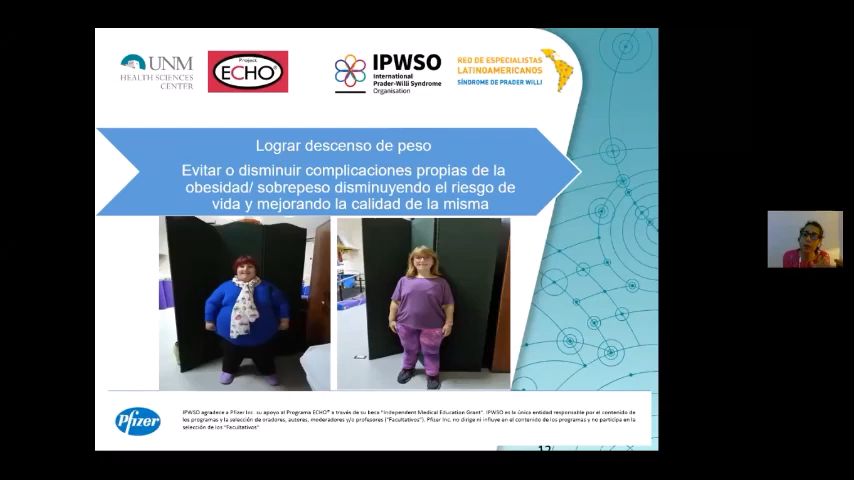 UNM
HEALTH SCIENCES
CENTER
Project
ECHO®
IPWSO
International
Prader-Willi Syndrome
Organisation
RED DE ESPECIALISTAS
LATINOAMERICANOS
SÍNDROME DE PRADER WILLI
Lograr descenso de peso
Evitar o disminuir complicaciones propias de la
obesidad/ sobrepeso disminuyendo el riesgo de
vida y mejorando la calidad de la misma
Pfizer
IPWSO agradece a Pfizer Inc. su apoyo al Programa ECHO® a través de su beca "Independent Medical Education Grant". IPWSO es la única entidad responsable por el contenido de
los programas y la selección de oradores, autores, moderadores y/o profesores ("Facultativos"). Pfizer Inc. no dirige ni influye en el contenido de los programas y no participa en la
selección de los "Facultativos".
12